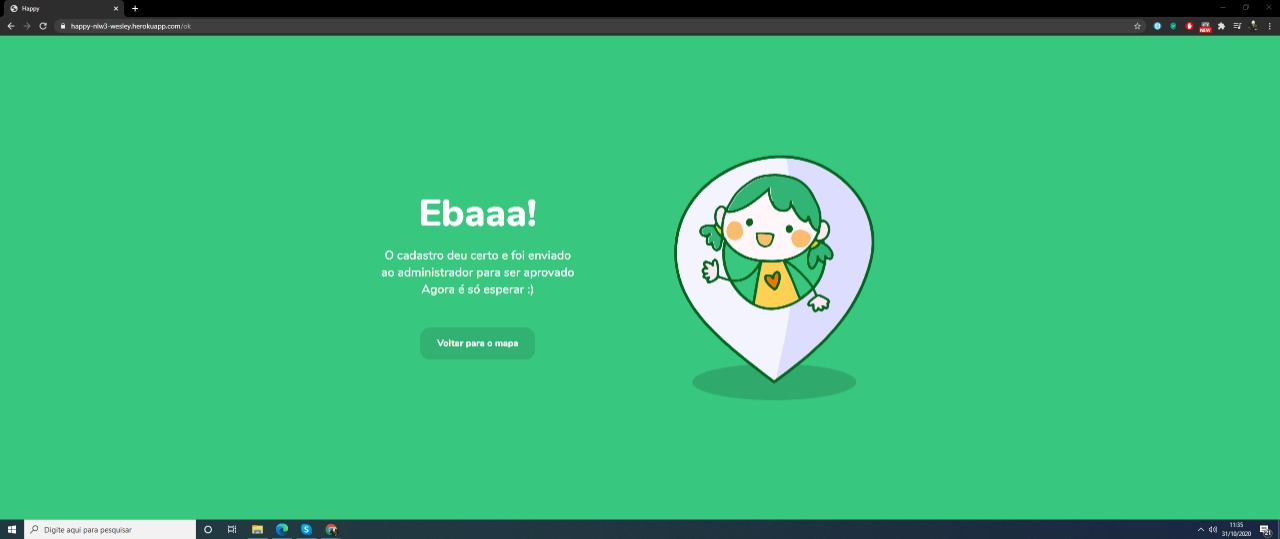 Happy
happy-nlw3-wesley.herokuapp.com/ok
NEW
Ebaaa!
O cadastro deu certo e foi enviado
ao administrador para ser aprovado
Agora é só esperar :)
Voltar para o mapa
Digite aqui para pesquisar
11:35
31/10/2020